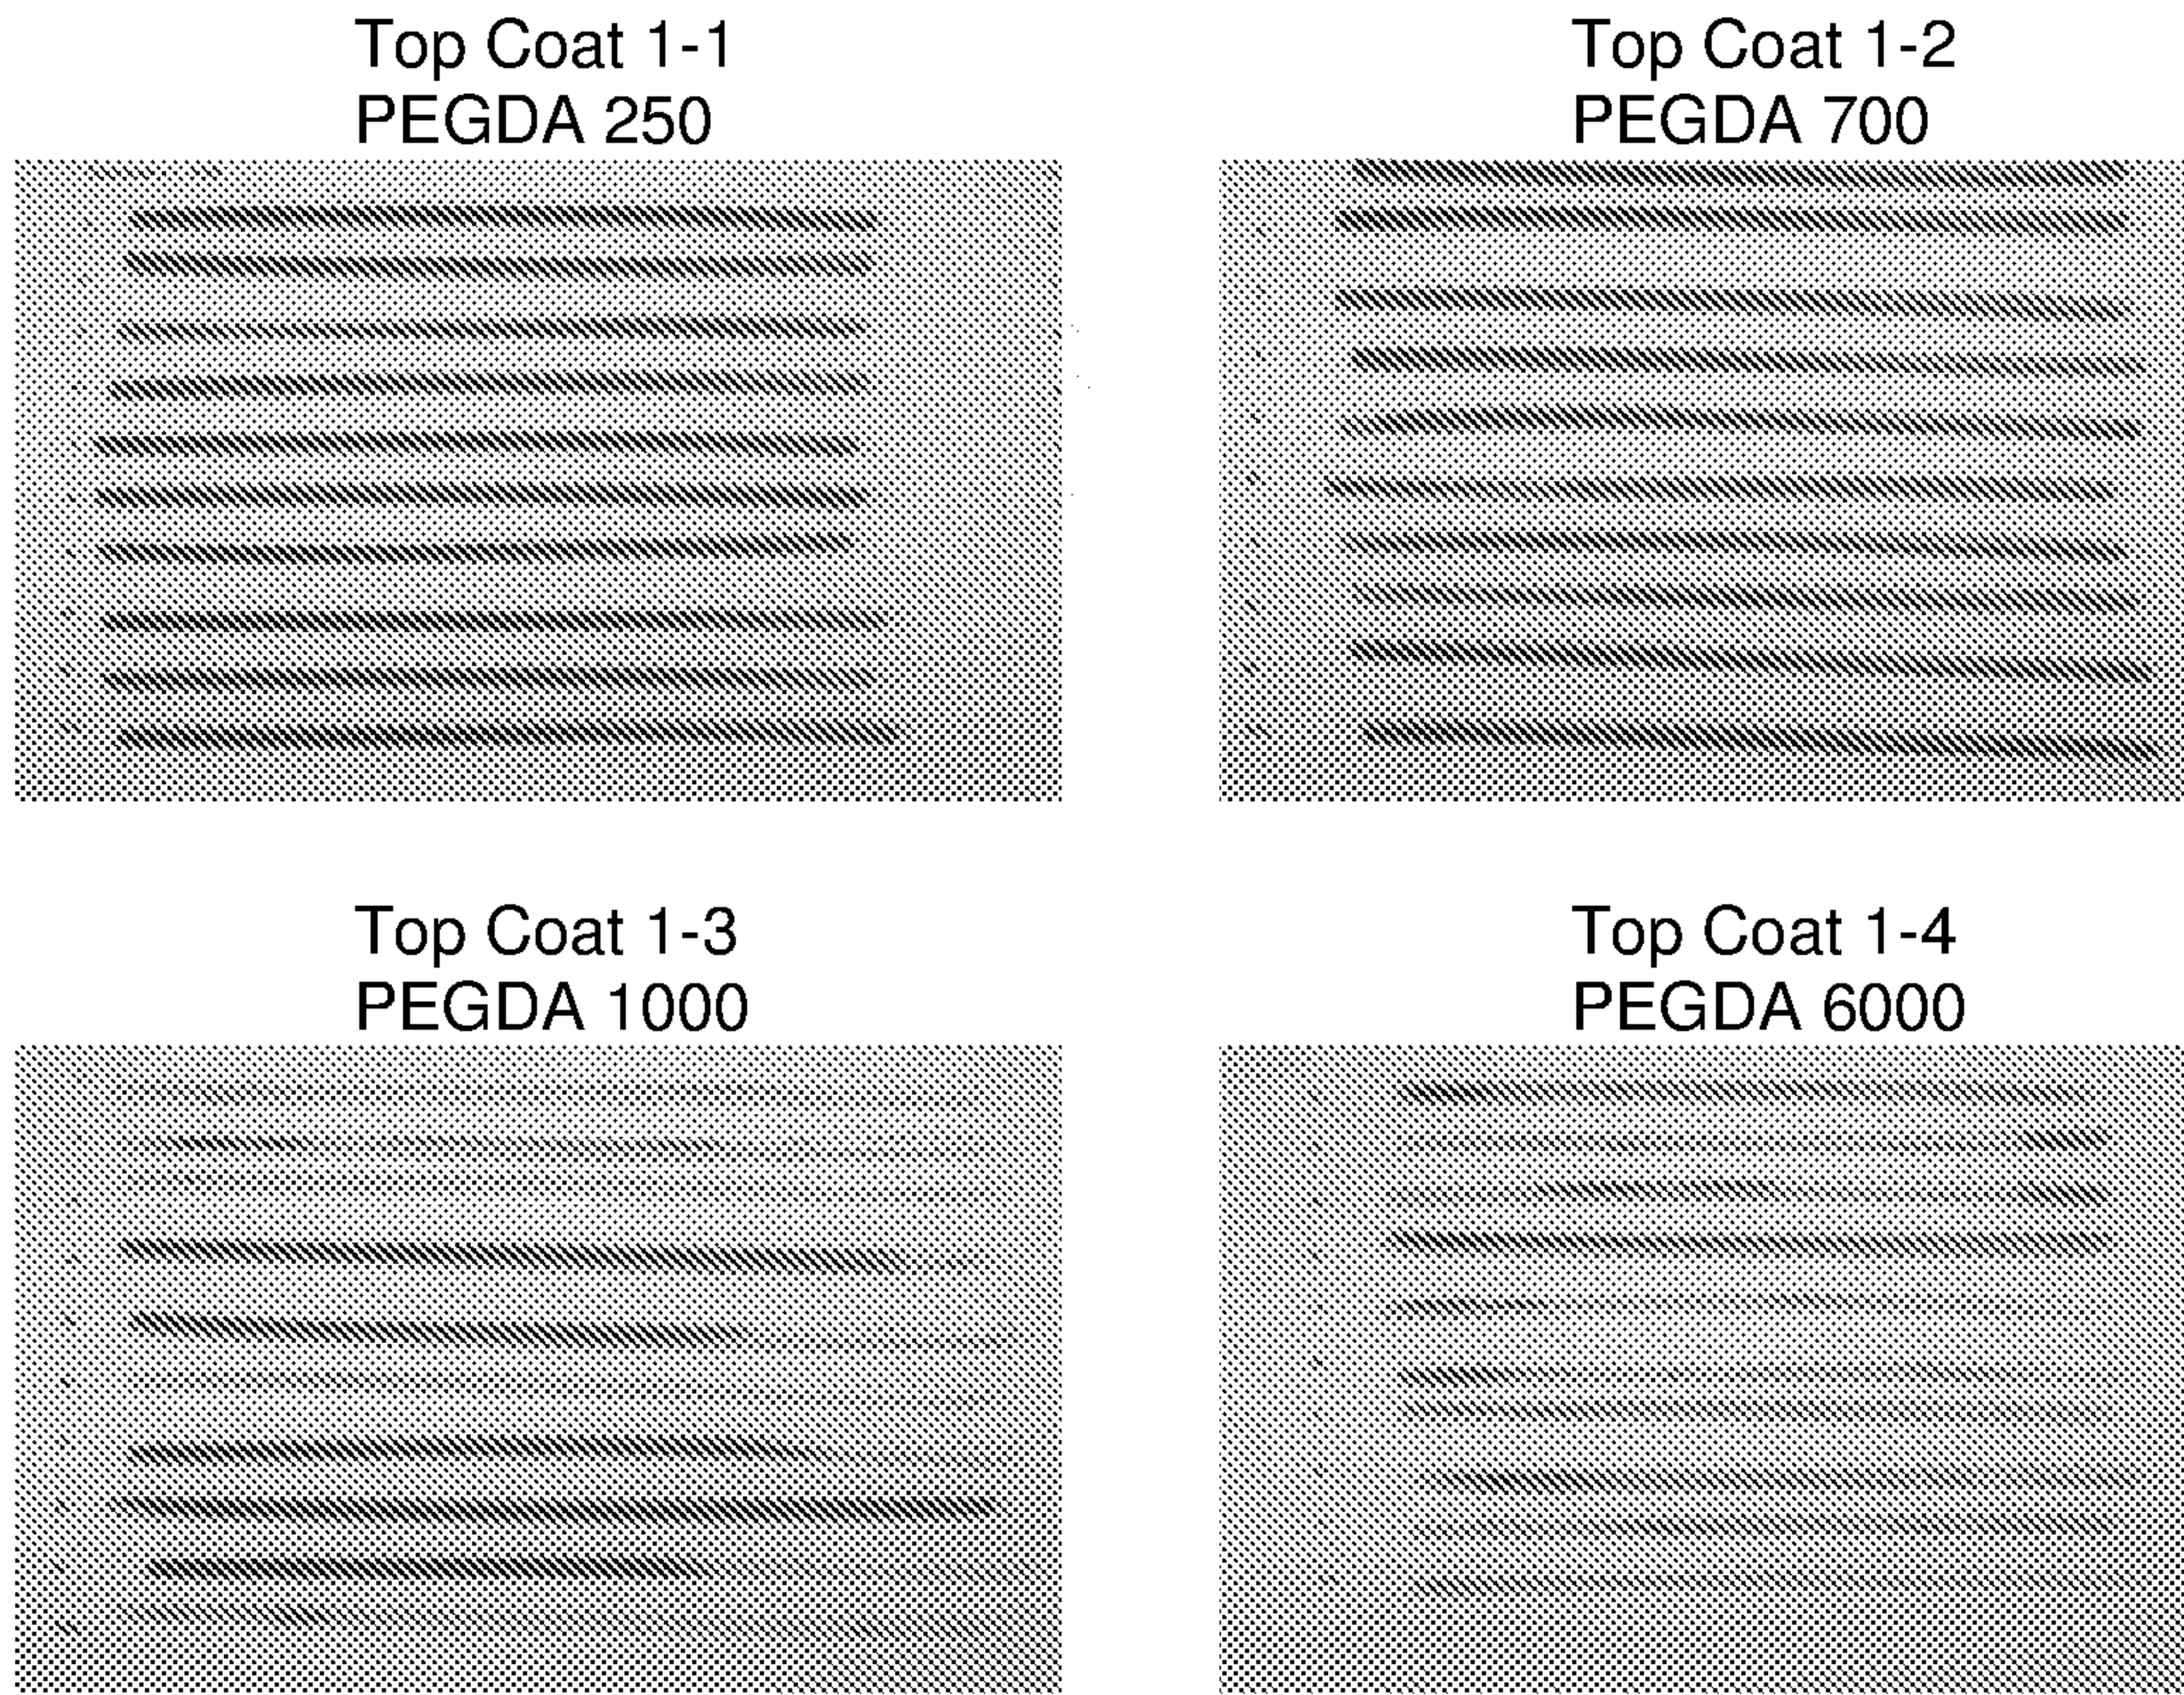 Top Coat 1-1
PEGDA 250
Top Coat 1-2
PEGDA 700
Top Coat 1-3
PEGDA 1000
Top Coat 1-4
PEGDA 6000